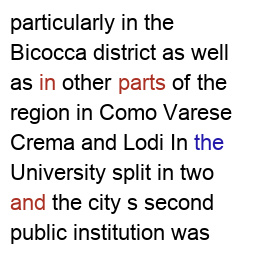 particularly in the
Bicocca district as well
as in other parts of the
region in Como Varese
Crema and Lodi In the
University split in two
and the city s second
public institution was